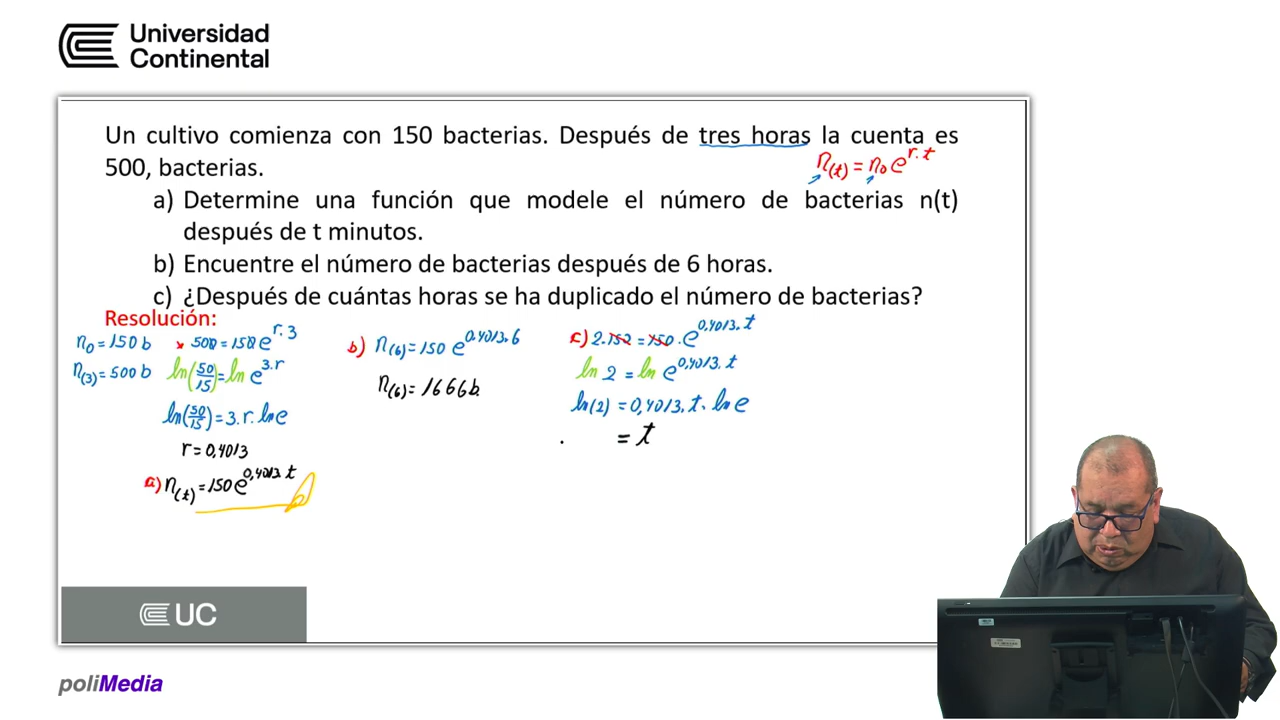 Universidad
Continental
Un cultivo comienza con 150 bacterias. Después de tres horas la cuenta es
500, bacterias.
n(t) = n0 e^r.t
a) Determine una función que modele el número de bacterias n(t)
después de t minutos.
b) Encuentre el número de bacterias después de 6 horas.
c) ¿Después de cuántas horas se ha duplicado el número de bacterias?
Resolución:
n0 = 150 b
n(3) = 500 b
* 500 = 150 e^r.3
ln(50/15) = ln e^3.r
ln(50/15) = 3.r.ln e
r = 0,4013
a) n(t) = 150 e^0,4013.t
b) n(6) = 150 e^0.4013.6
n(6) = 1666b.
c) 2.152 = 150 . e^0,4013.t
ln 2 = ln e^0,4013.t
ln(2) = 0,4013.t. ln e
. = t
UC
poliMedia